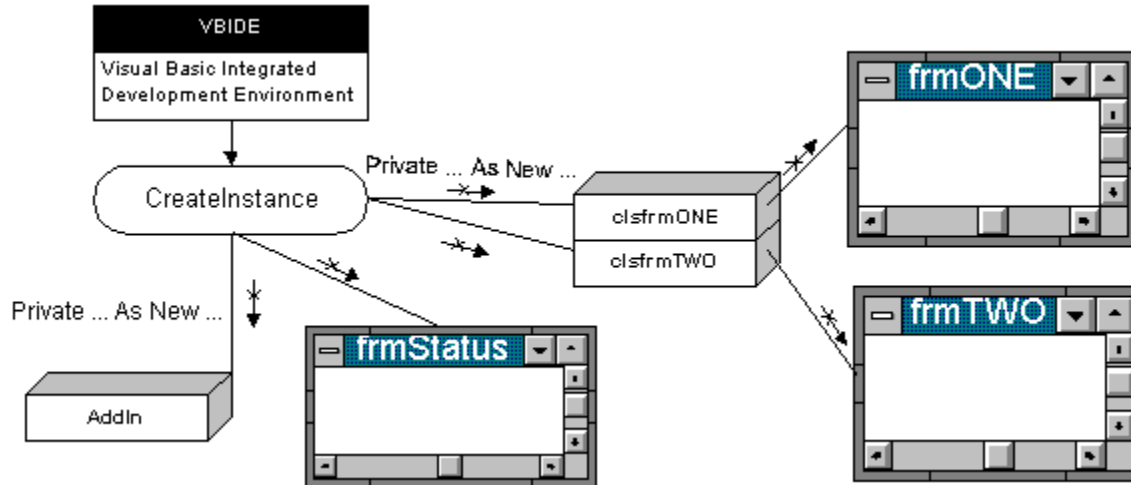 VBIDE
Visual Basic Integrated
Development Environment
CreateInstance
Private ... As New ...
clsfrmONE
clsfrmTWO
frmONE
frmTWO
Private ... As New ...
AddIn
frmStatus